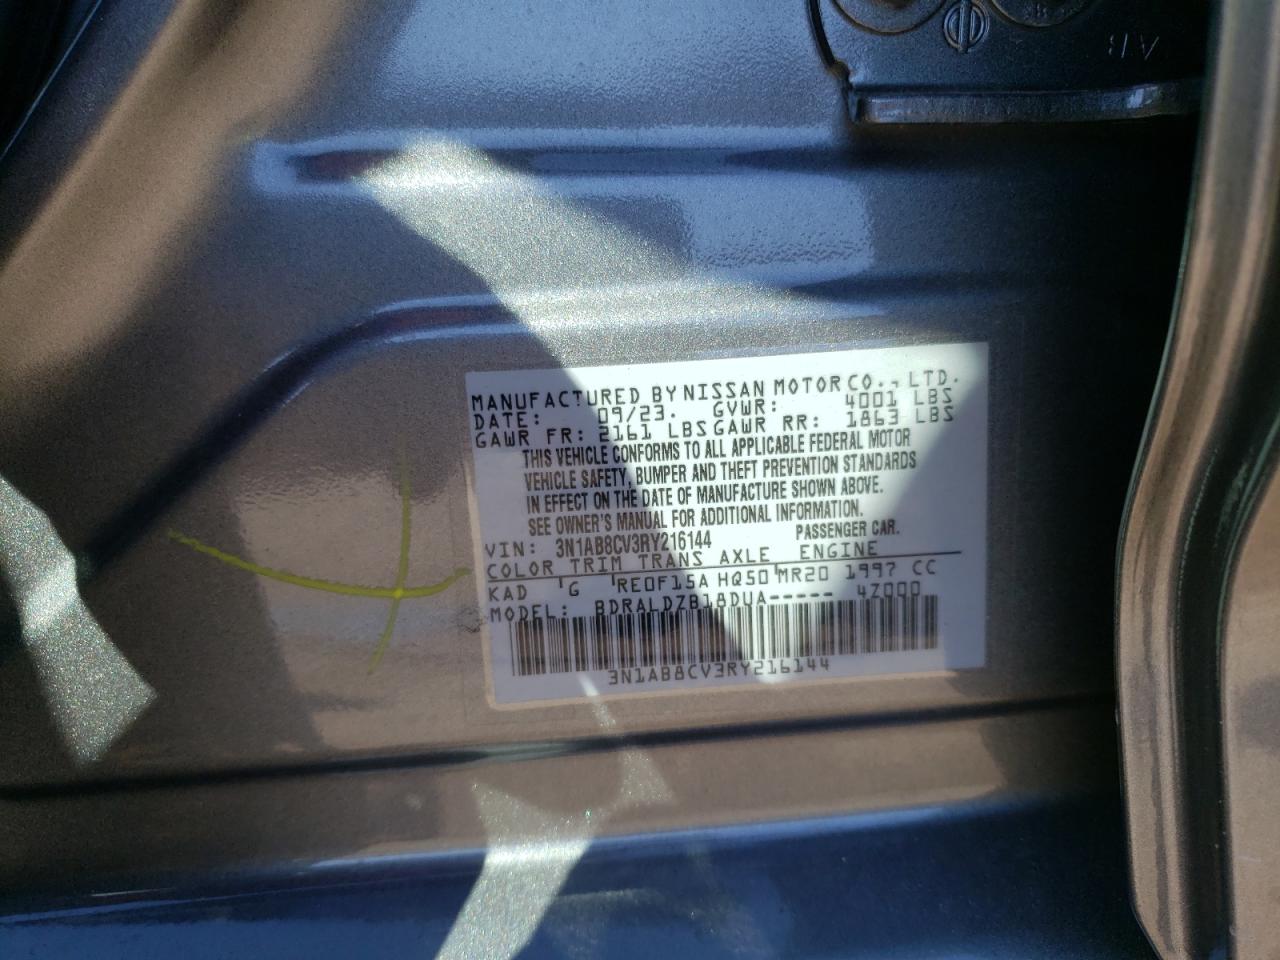 MANUFACTURED BY NISSAN MOTOR CO., LTD.
DATE: 09/23. GVWR: 4001 LBS
GAWR FR: 2161 LBS GAWR RR: 1863 LBS
THIS VEHICLE CONFORMS TO ALL APPLICABLE FEDERAL MOTOR
VEHICLE SAFETY, BUMPER AND THEFT PREVENTION STANDARDS
IN EFFECT ON THE DATE OF MANUFACTURE SHOWN ABOVE.
SEE OWNER'S MANUAL FOR ADDITIONAL INFORMATION.
VIN: 3N1AB8CV3RY216144 PASSENGER CAR.
COLOR TRIM TRANS AXLE ENGINE
KAD G RE0F15A HQ50 MR20 1997 CC
MODEL: BDRALDZB18DUA----- 4Z000
3N1AB8CV3RY216144